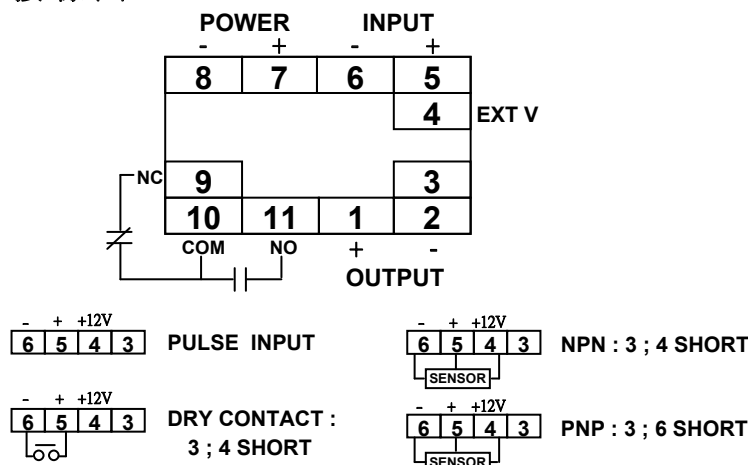 POWER INPUT
- + - +
8 7 6 5
4 EXT V
NC 9 3
10 11 1 2
COM NO + -
OUTPUT
- + +12V
6 5 4 3 PULSE INPUT
- + +12V
6 5 4 3 NPN : 3 ; 4 SHORT
SENSOR
- + +12V
6 5 4 3 DRY CONTACT :
3 ; 4 SHORT
- + +12V
6 5 4 3 PNP : 3 ; 6 SHORT
SENSOR